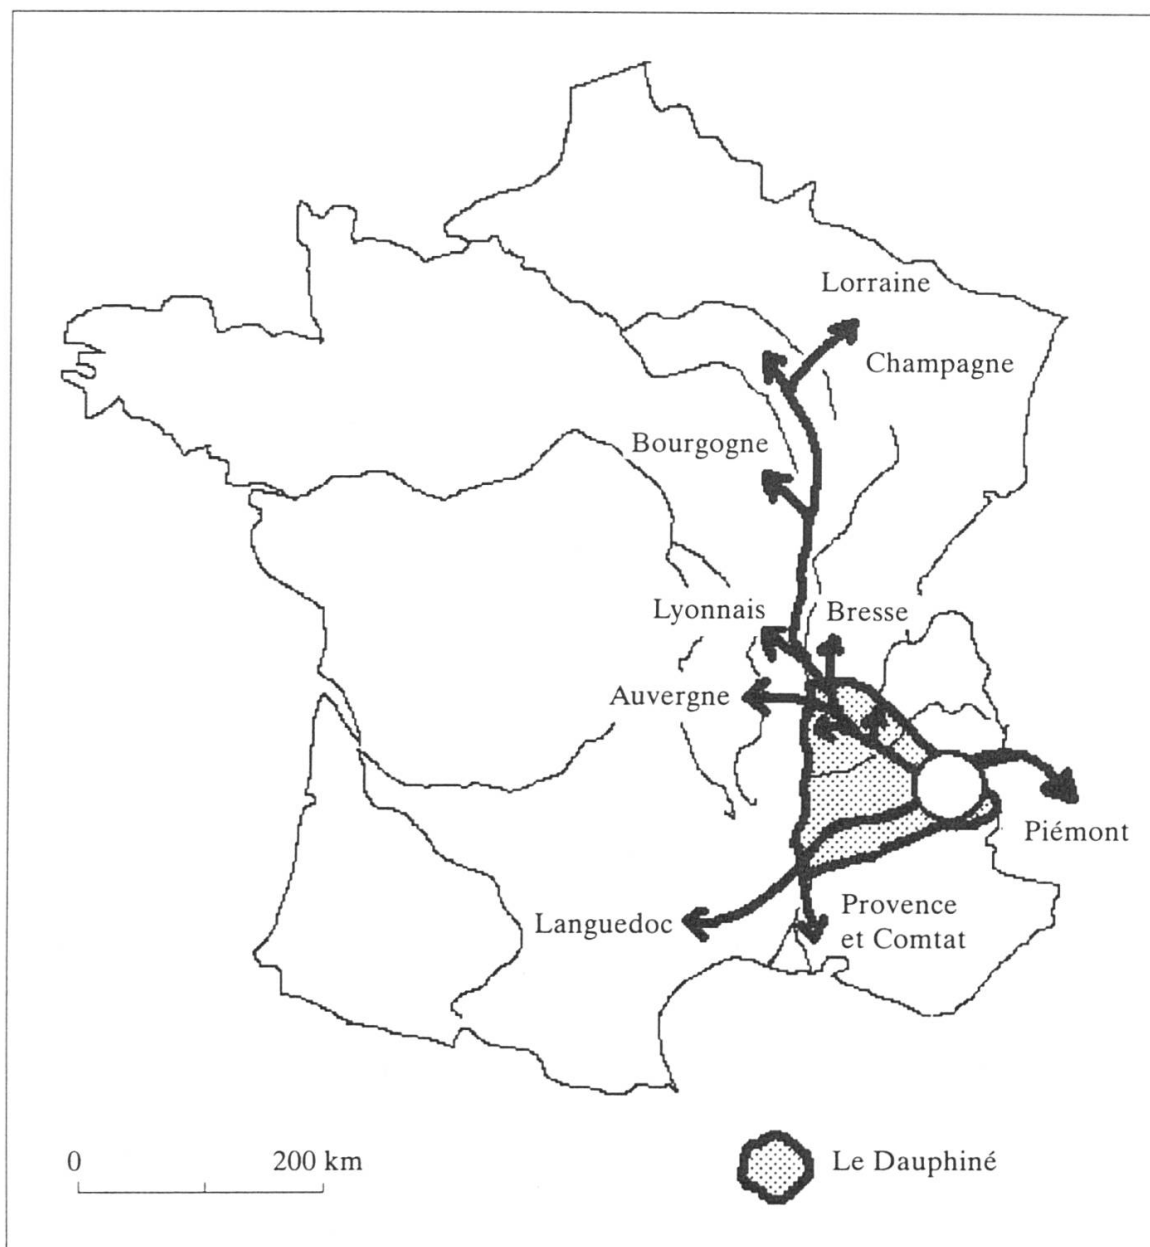 Lorraine
Champagne
Bourgogne
Lyonnais
Bresse
Auvergne
Piémont
Provence
et Comtat
Languedoc
0
200 km
Le Dauphiné